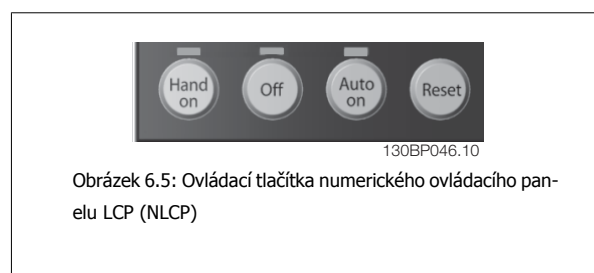 Hand
on
Off
Auto
on
Reset
130BP046.10
Obrázek 6.5: Ovládací tlačítka numerického ovládacího pan-
elu LCP (NLCP)